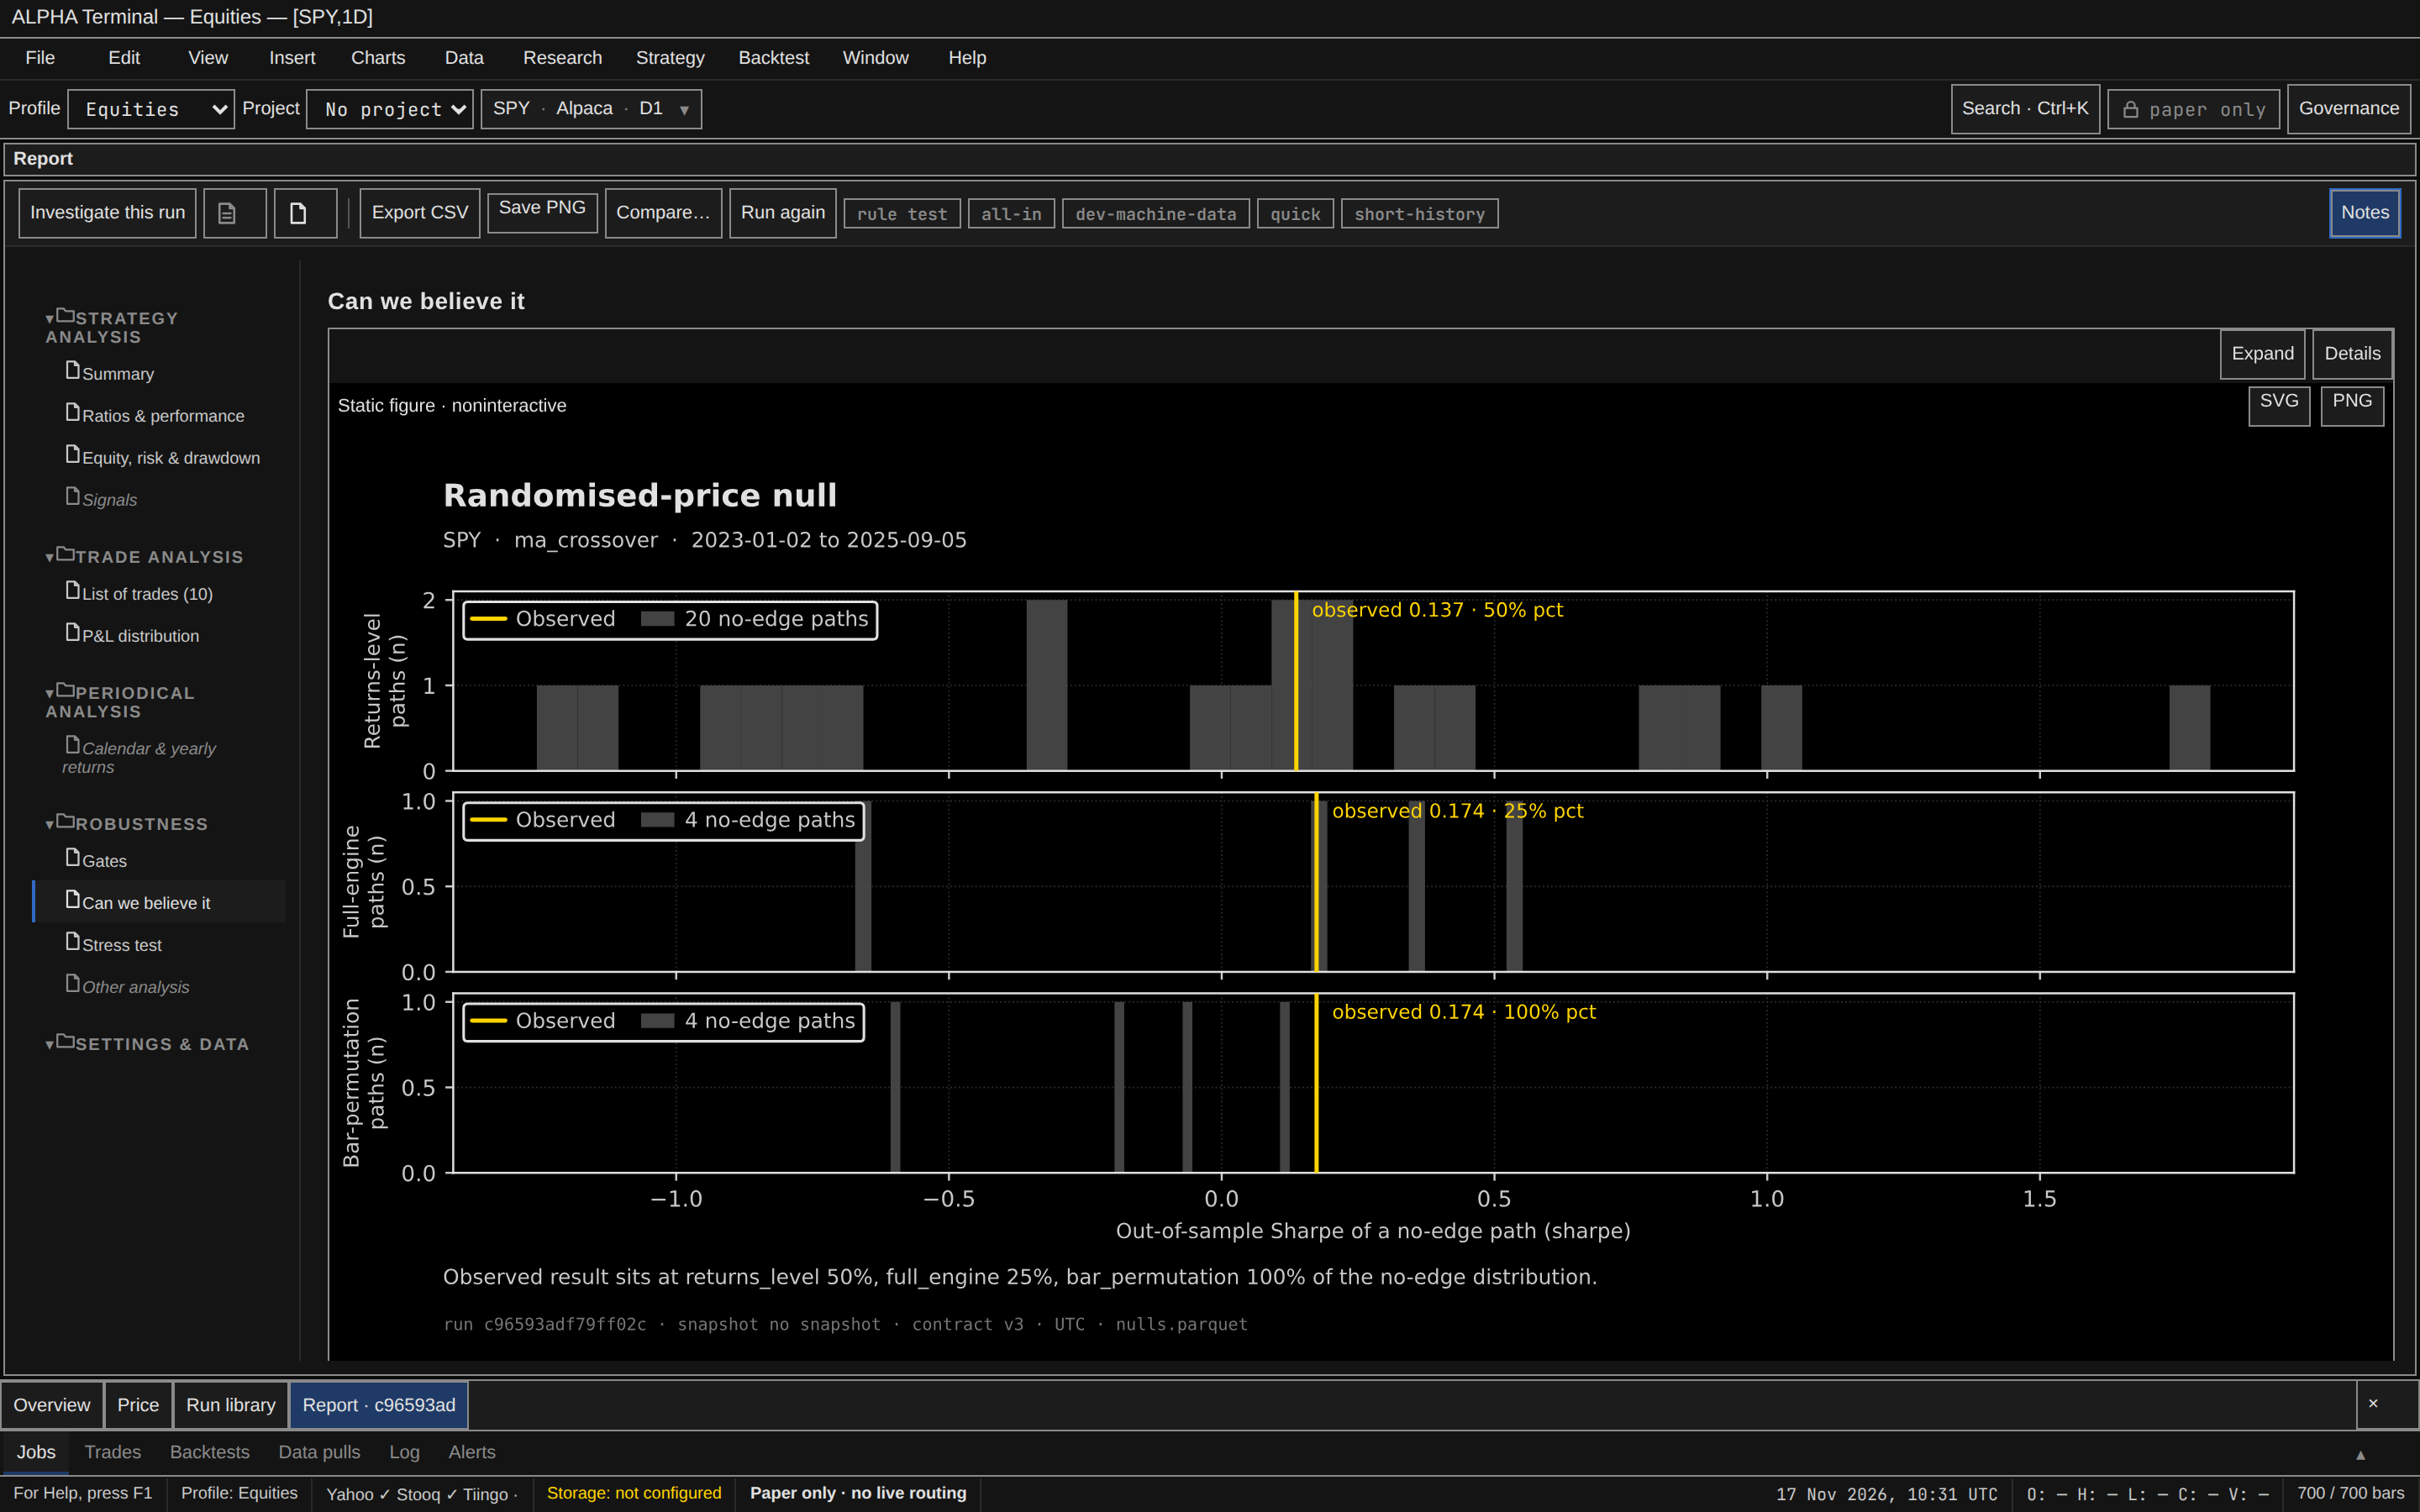 ALPHA Terminal — Equities — [SPY,1D]
File Edit View Insert Charts Data Research Strategy Backtest Window Help
Profile Equities Project No project SPY · Alpaca · D1 ▾ Search · Ctrl+K paper only Governance
Report
Investigate this run Export CSV Save PNG Compare… Run again rule test all-in dev-machine-data quick short-history Notes
▾ STRATEGY
ANALYSIS
Summary
Ratios & performance
Equity, risk & drawdown
Signals
▾ TRADE ANALYSIS
List of trades (10)
P&L distribution
▾ PERIODICAL
ANALYSIS
Calendar & yearly
returns
▾ ROBUSTNESS
Gates
Can we believe it
Stress test
Other analysis
▾ SETTINGS & DATA
Can we believe it
Expand Details
Static figure · noninteractive SVG PNG
Randomised-price null
SPY · ma_crossover · 2023-01-02 to 2025-09-05
Returns-level
paths (n)
2
1
0
Observed 20 no-edge paths
observed 0.137 · 50% pct
Full-engine
paths (n)
1.0
0.5
0.0
Observed 4 no-edge paths
observed 0.174 · 25% pct
Bar-permutation
paths (n)
1.0
0.5
0.0
Observed 4 no-edge paths
observed 0.174 · 100% pct
−1.0 −0.5 0.0 0.5 1.0 1.5
Out-of-sample Sharpe of a no-edge path (sharpe)
Observed result sits at returns_level 50%, full_engine 25%, bar_permutation 100% of the no-edge distribution.
run c96593adf79ff02c · snapshot no snapshot · contract v3 · UTC · nulls.parquet
Overview Price Run library Report · c96593ad ×
Jobs Trades Backtests Data pulls Log Alerts ▴
For Help, press F1 Profile: Equities Yahoo ✓ Stooq ✓ Tiingo · Storage: not configured Paper only · no live routing 17 Nov 2026, 10:31 UTC O: — H: — L: — C: — V: — 700 / 700 bars